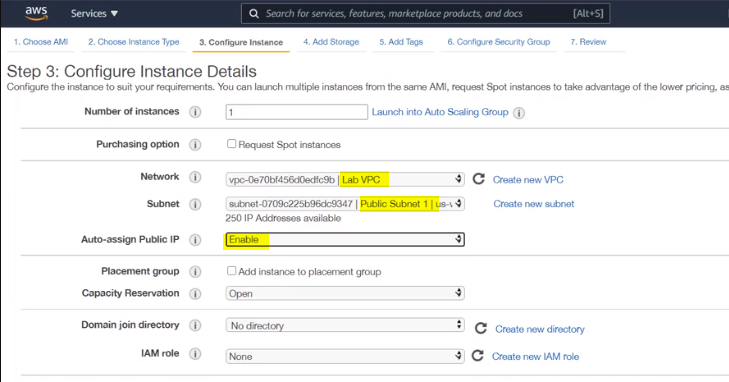 aws Services Search for services, features, marketplace products, and docs [Alt+S]
1. Choose AMI 2. Choose Instance Type 3. Configure Instance 4. Add Storage 5. Add Tags 6. Configure Security Group 7. Review
Step 3: Configure Instance Details
Configure the instance to suit your requirements. You can launch multiple instances from the same AMI, request Spot instances to take advantage of the lower pricing, as
Number of instances 1 Launch into Auto Scaling Group
Purchasing option Request Spot instances
Network vpc-0e70bf456d0edfc9b | Lab VPC Create new VPC
Subnet subnet-0709c225b96dc9347 | Public Subnet 1 | us- Create new subnet
250 IP Addresses available
Auto-assign Public IP Enable
Placement group Add instance to placement group
Capacity Reservation Open
Domain join directory No directory Create new directory
IAM role None Create new IAM role